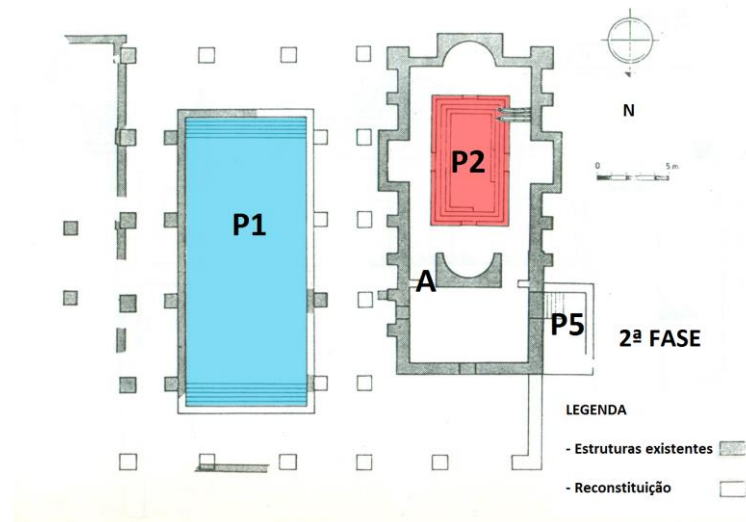 N
0 5 m
P1
P2
A
P5
2ª FASE
LEGENDA
- Estruturas existentes
- Reconstituição